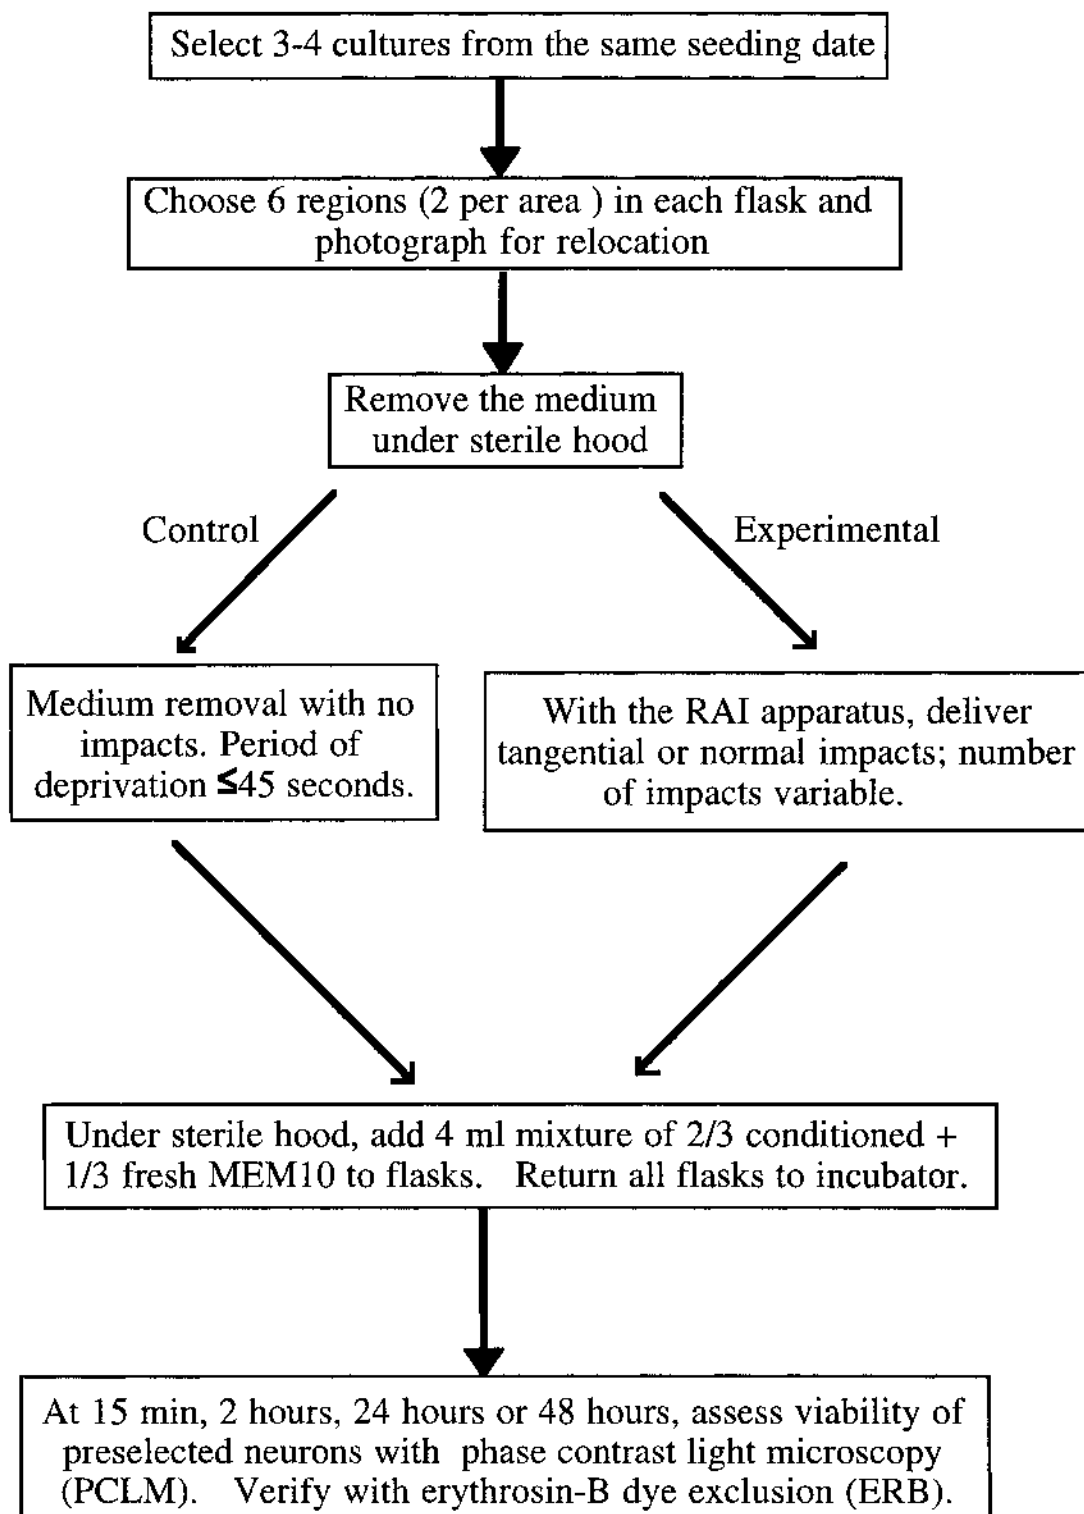 Select 3-4 cultures from the same seeding date
Choose 6 regions (2 per area ) in each flask and
photograph for relocation
Remove the medium
under sterile hood
Control
Experimental
Medium removal with no
impacts. Period of
deprivation ≤45 seconds.
With the RAI apparatus, deliver
tangential or normal impacts; number
of impacts variable.
Under sterile hood, add 4 ml mixture of 2/3 conditioned +
1/3 fresh MEM10 to flasks. Return all flasks to incubator.
At 15 min, 2 hours, 24 hours or 48 hours, assess viability of
preselected neurons with phase contrast light microscopy
(PCLM). Verify with erythrosin-B dye exclusion (ERB).